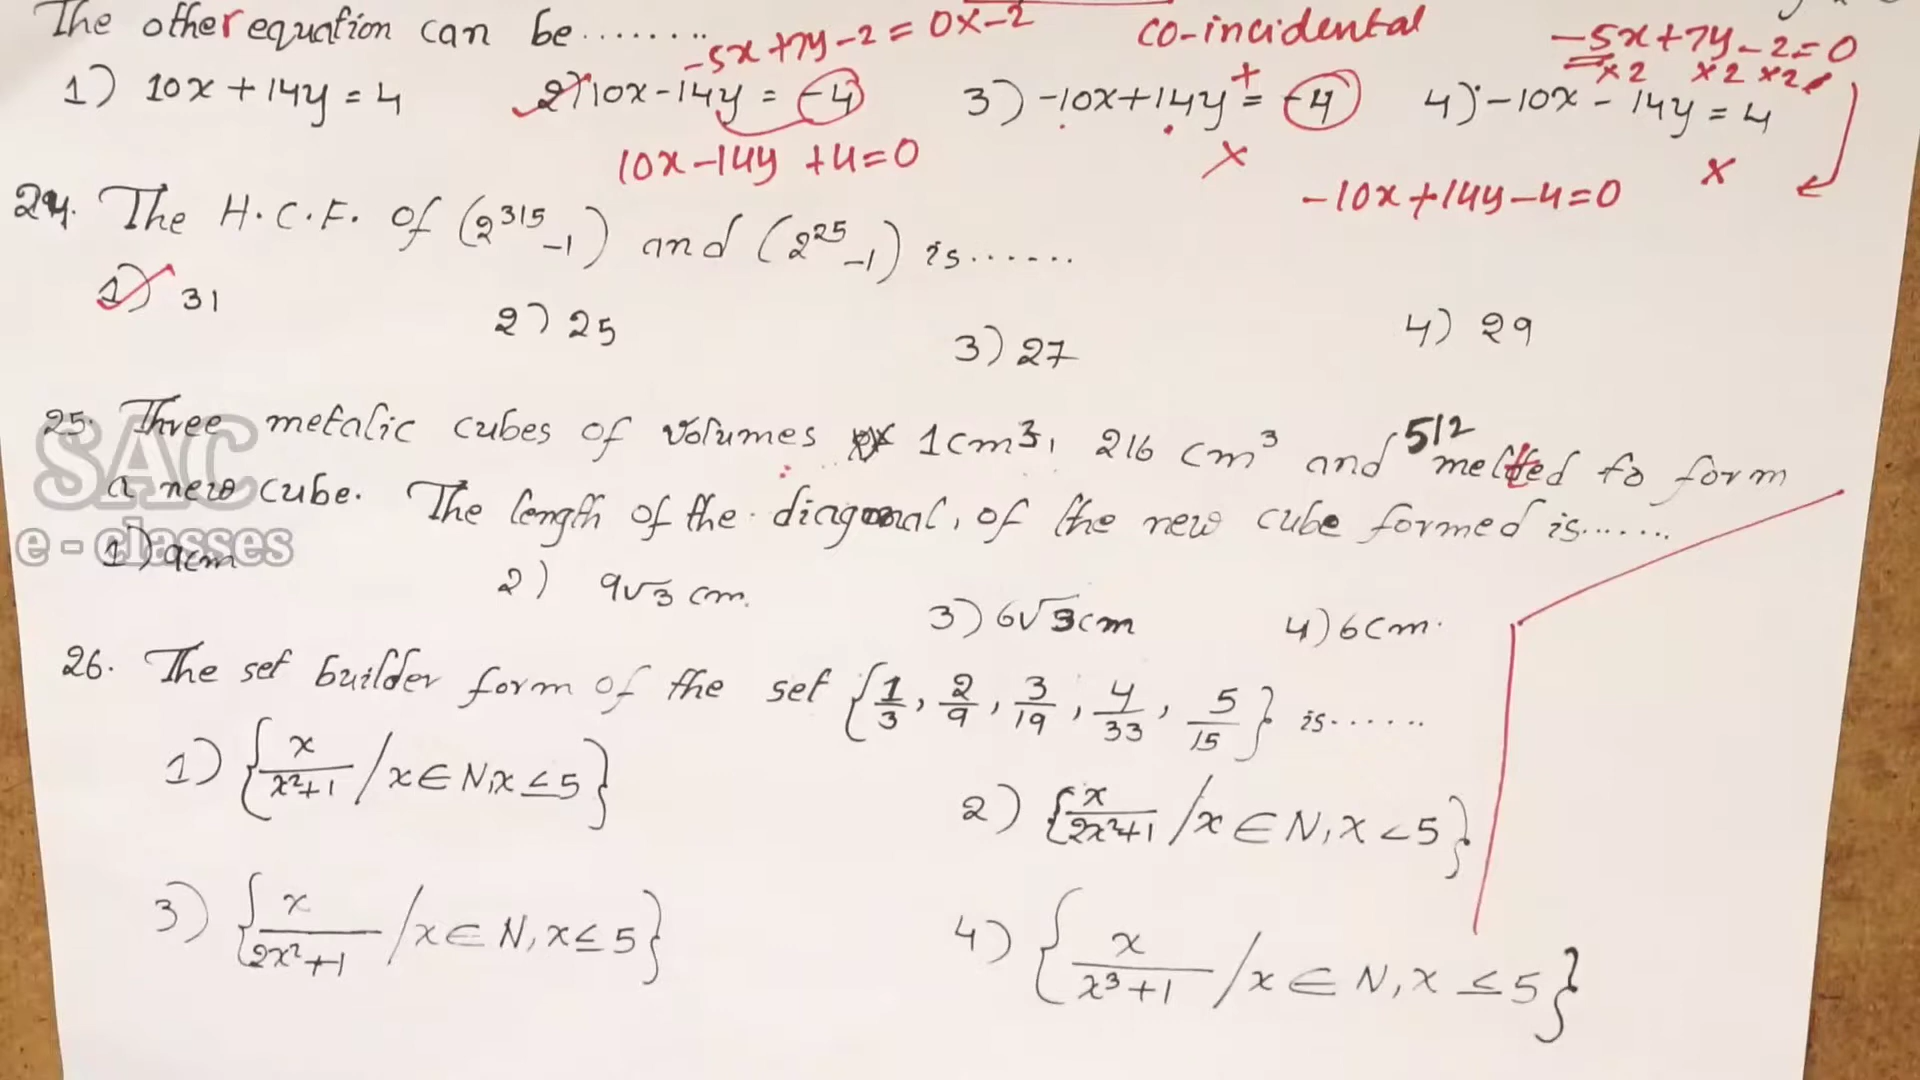 The other equation can be........
-5x+7y-2=0x-2
co-incidental
-5x+7y-2=0
×2 ×2 ×2
1) 10x+14y=4 2) 10x-14y=-4 3) -10x+14y=-4 4) -10x-14y=4
+
10x-14y+4=0 × ×
-10x+14y-4=0
24. The H.C.F. of (2^315-1) and (2^25-1) is......
1) 31 2) 25 3) 27 4) 29
25. Three metalic cubes of volumes 1cm³, 216 cm³ and 512 melted to form
a new cube. The length of the diagonal, of the new cube formed is......
1) 9cm 2) 9√3 cm. 3) 6√3cm 4) 6cm.
26. The set builder form of the set {1/3, 2/9, 3/19, 4/33, 5/15} is......
1) {x/x²+1 /x∈N,x≤5} 2) {x/2x²+1 /x∈N,x<5}
3) {x/2x²+1 /x∈N,x≤5} 4) {x/x³+1 /x∈N,x≤5}
SAC
e-classes